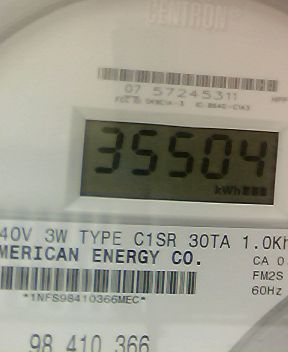 CENTRON
07 57245311
35504
kWh
40V 3W TYPE C1SR 30TA 1.0Kh
MERICAN ENERGY CO.
CA 0
FM2S
60Hz
*1NFS98410366MEC*
98 410 366